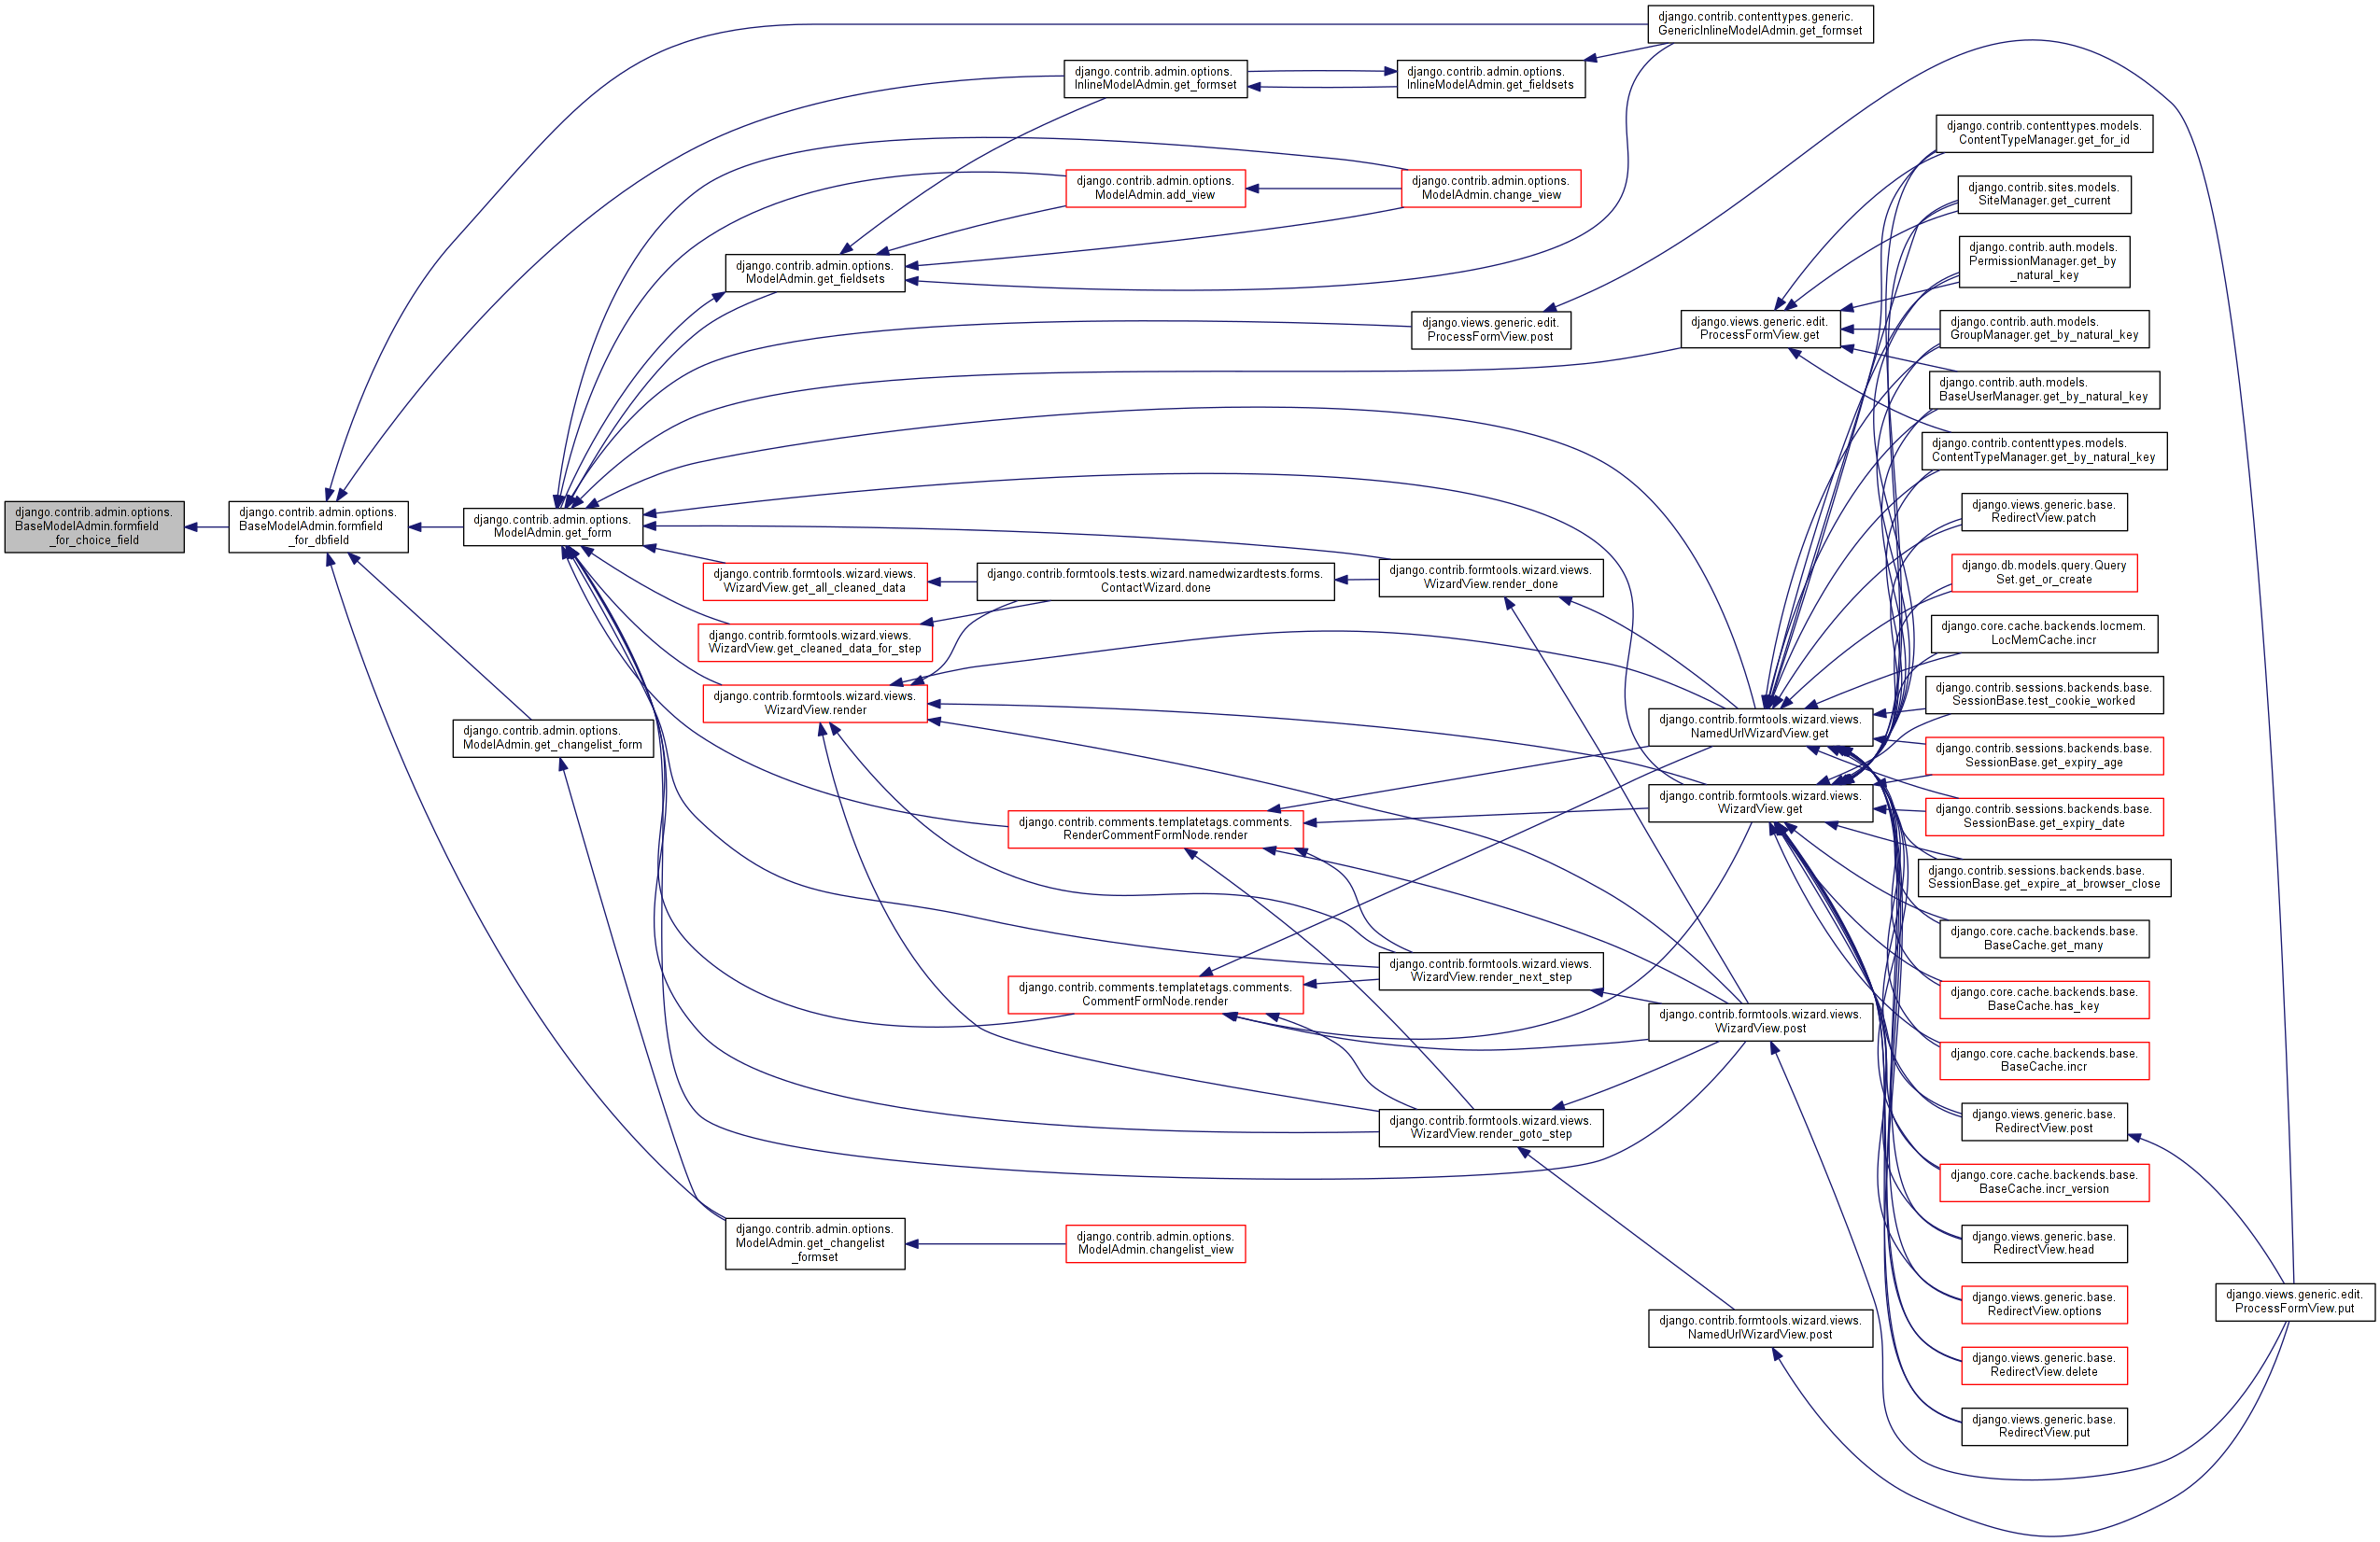 django.contrib.contenttypes.generic.
GenericInlineModelAdmin.get_formset
django.contrib.admin.options.
InlineModelAdmin.get_formset
django.contrib.admin.options.
InlineModelAdmin.get_fieldsets
django.contrib.admin.options.
ModelAdmin.add_view
django.contrib.admin.options.
ModelAdmin.change_view
django.contrib.admin.options.
ModelAdmin.get_fieldsets
django.views.generic.edit.
ProcessFormView.post
django.views.generic.edit.
ProcessFormView.get
django.contrib.admin.options.
BaseModelAdmin.formfield
_for_choice_field
django.contrib.admin.options.
BaseModelAdmin.formfield
_for_dbfield
django.contrib.admin.options.
ModelAdmin.get_form
django.contrib.formtools.wizard.views.
WizardView.get_all_cleaned_data
django.contrib.formtools.tests.wizard.namedwizardtests.forms.
ContactWizard.done
django.contrib.formtools.wizard.views.
WizardView.render_done
django.contrib.formtools.wizard.views.
WizardView.get_cleaned_data_for_step
django.contrib.formtools.wizard.views.
WizardView.render
django.contrib.admin.options.
ModelAdmin.get_changelist_form
django.contrib.formtools.wizard.views.
NamedUrlWizardView.get
django.contrib.formtools.wizard.views.
WizardView.get
django.contrib.comments.templatetags.comments.
RenderCommentFormNode.render
django.contrib.formtools.wizard.views.
WizardView.render_next_step
django.contrib.comments.templatetags.comments.
CommentFormNode.render
django.contrib.formtools.wizard.views.
WizardView.post
django.contrib.formtools.wizard.views.
WizardView.render_goto_step
django.contrib.admin.options.
ModelAdmin.get_changelist
_formset
django.contrib.admin.options.
ModelAdmin.changelist_view
django.contrib.formtools.wizard.views.
NamedUrlWizardView.post
django.contrib.contenttypes.models.
ContentTypeManager.get_for_id
django.contrib.sites.models.
SiteManager.get_current
django.contrib.auth.models.
PermissionManager.get_by
_natural_key
django.contrib.auth.models.
GroupManager.get_by_natural_key
django.contrib.auth.models.
BaseUserManager.get_by_natural_key
django.contrib.contenttypes.models.
ContentTypeManager.get_by_natural_key
django.views.generic.base.
RedirectView.patch
django.db.models.query.Query
Set.get_or_create
django.core.cache.backends.locmem.
LocMemCache.incr
django.contrib.sessions.backends.base.
SessionBase.test_cookie_worked
django.contrib.sessions.backends.base.
SessionBase.get_expiry_age
django.contrib.sessions.backends.base.
SessionBase.get_expiry_date
django.contrib.sessions.backends.base.
SessionBase.get_expire_at_browser_close
django.core.cache.backends.base.
BaseCache.get_many
django.core.cache.backends.base.
BaseCache.has_key
django.core.cache.backends.base.
BaseCache.incr
django.views.generic.base.
RedirectView.post
django.core.cache.backends.base.
BaseCache.incr_version
django.views.generic.base.
RedirectView.head
django.views.generic.base.
RedirectView.options
django.views.generic.base.
RedirectView.delete
django.views.generic.base.
RedirectView.put
django.views.generic.edit.
ProcessFormView.put